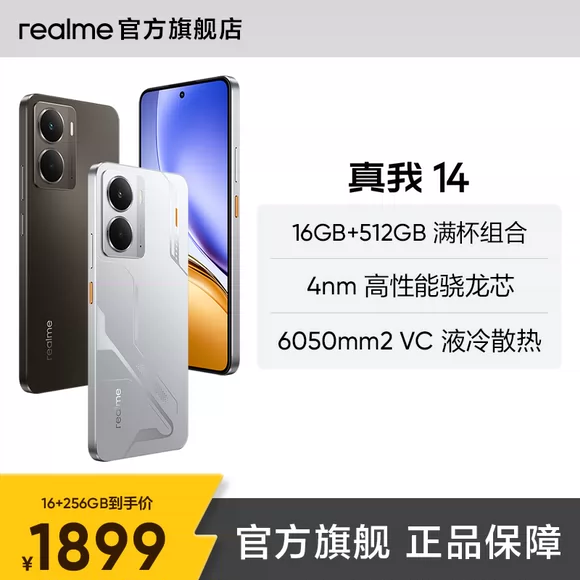 realme 官方旗舰店
真我 14
16GB+512GB 满杯组合
4nm 高性能骁龙芯
6050mm2 VC 液冷散热
realme
realme
16+256GB到手价
¥1899
官方旗舰 正品保障